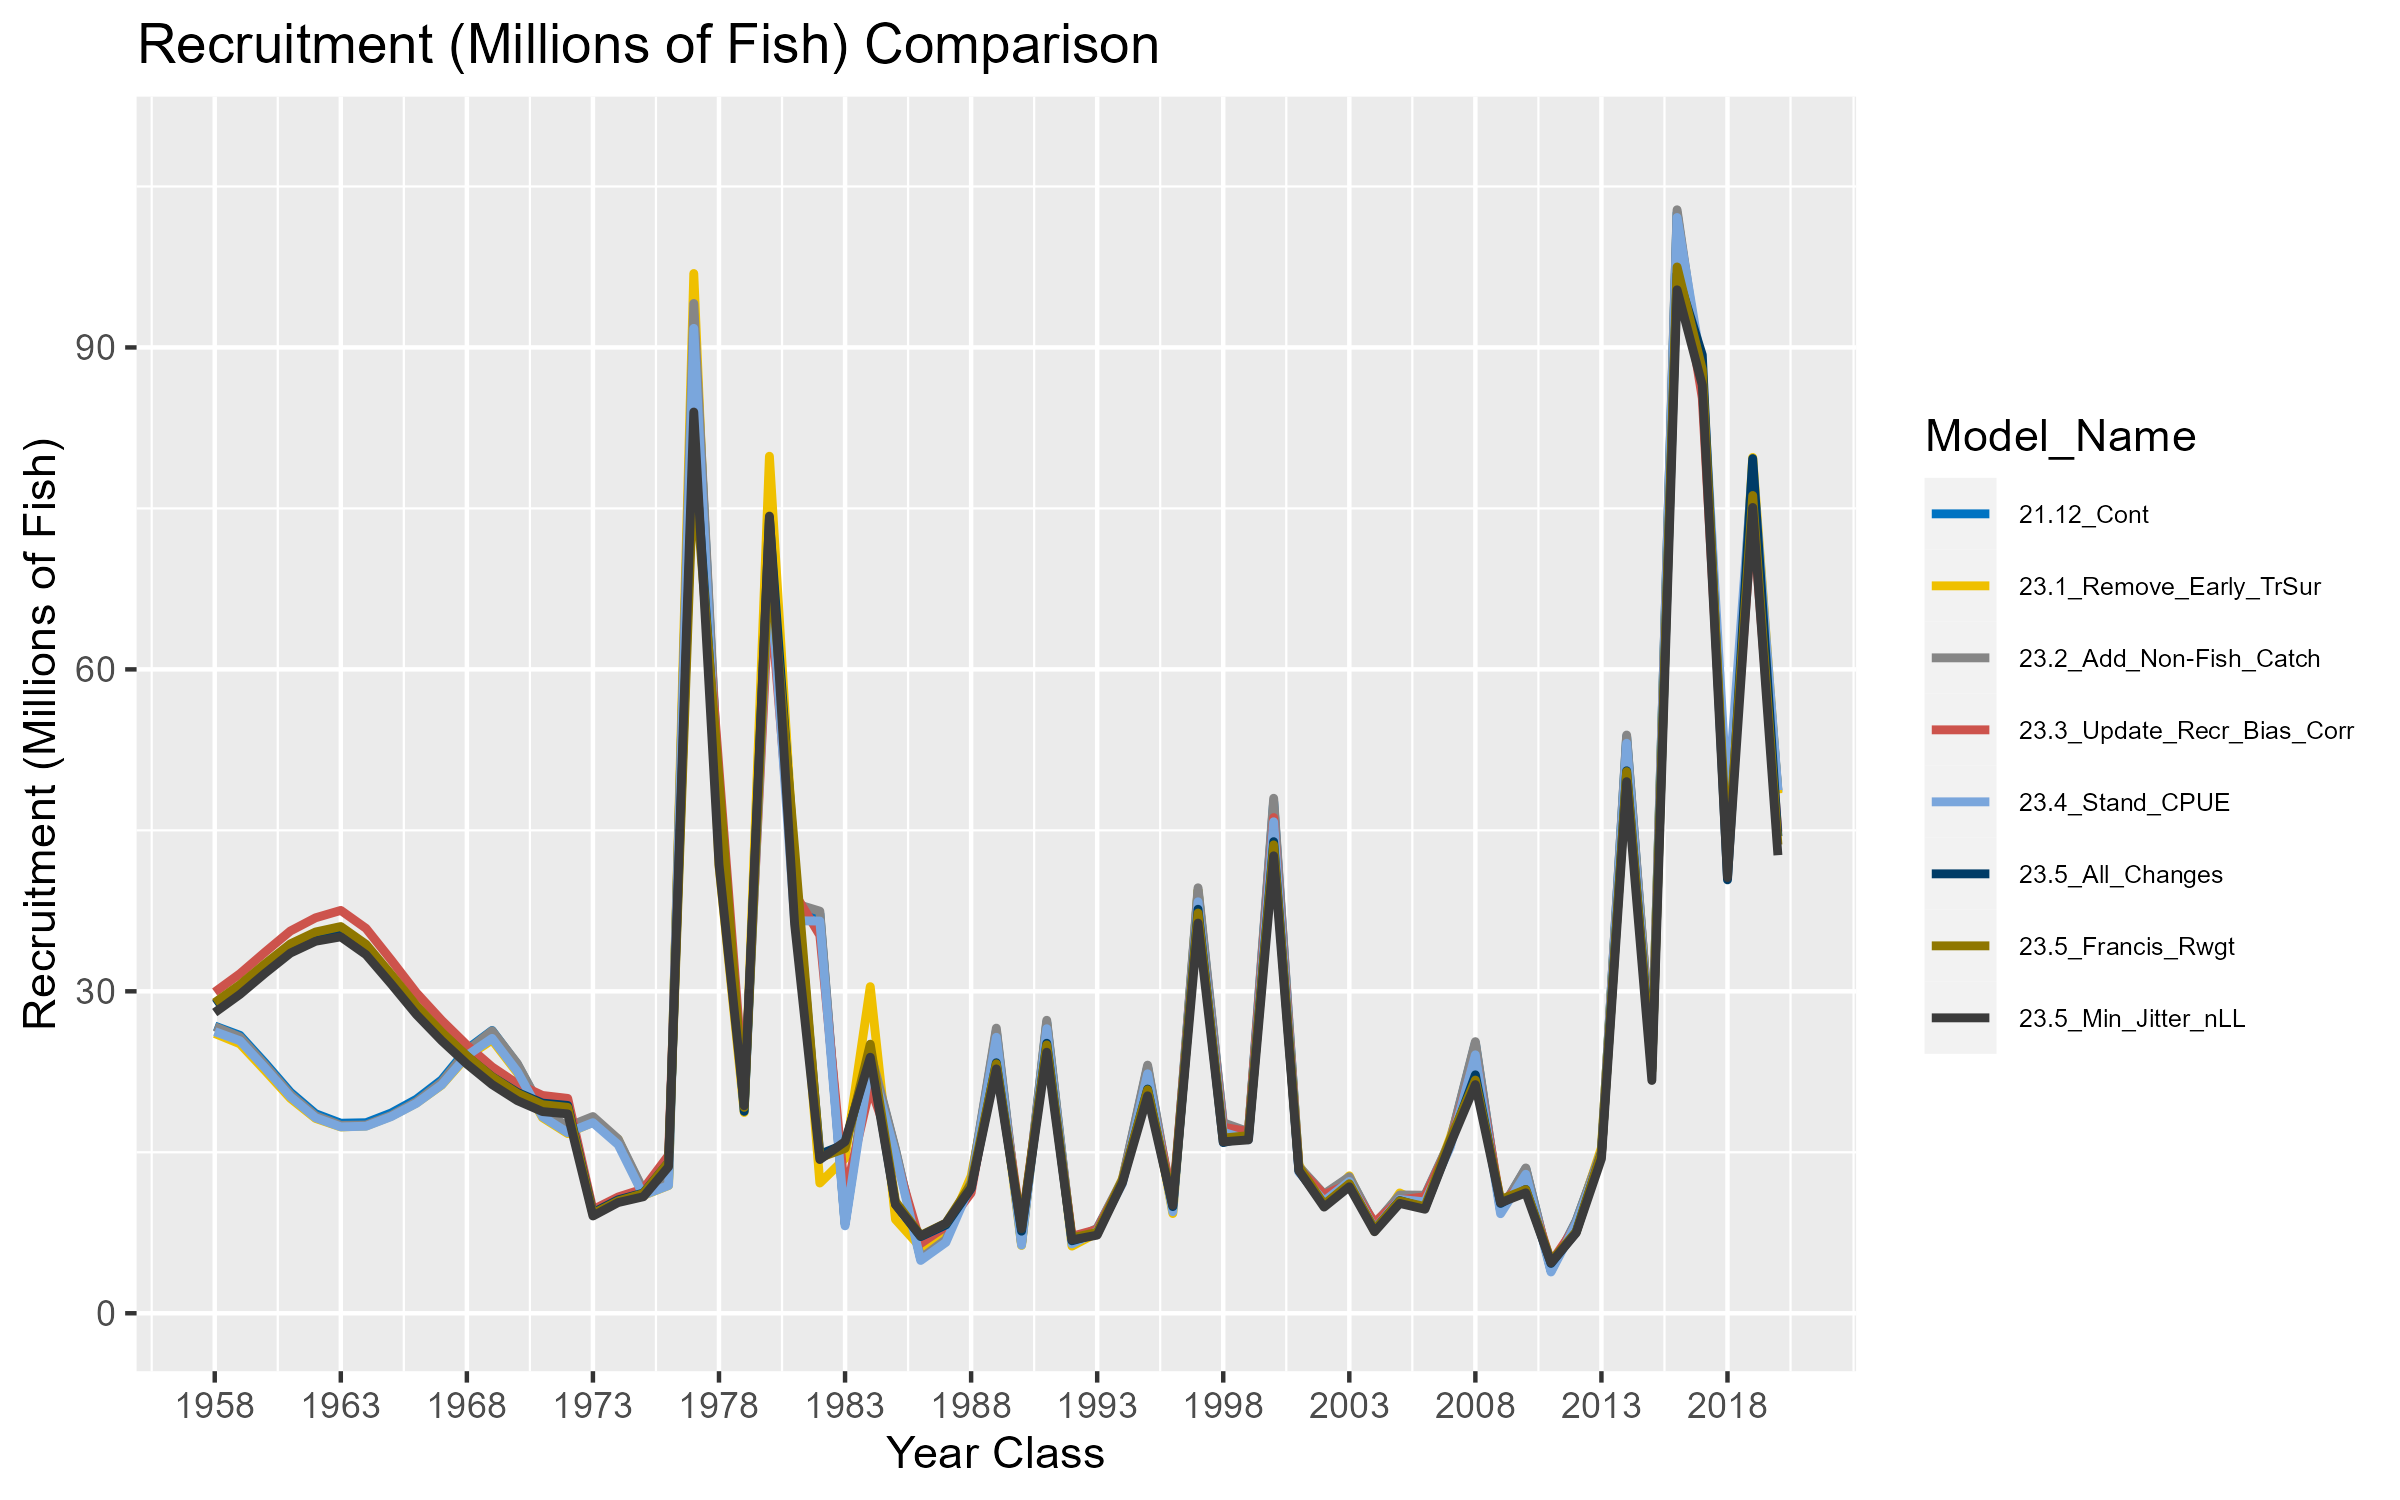 Recruitment (Millions of Fish) Comparison
Recruitment (Millions of Fish)
90
60
30
0
1958 1963 1968 1973 1978 1983 1988 1993 1998 2003 2008 2013 2018
Year Class
Model_Name
21.12_Cont
23.1_Remove_Early_TrSur
23.2_Add_Non-Fish_Catch
23.3_Update_Recr_Bias_Corr
23.4_Stand_CPUE
23.5_All_Changes
23.5_Francis_Rwgt
23.5_Min_Jitter_nLL